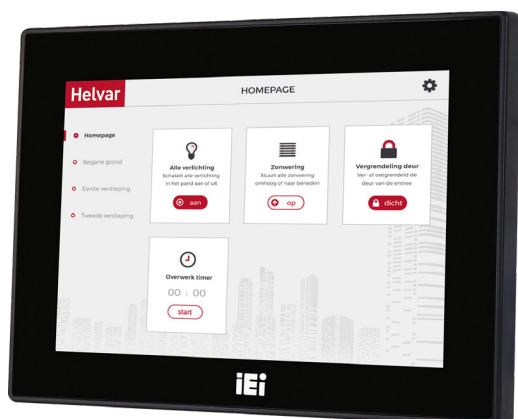 Helvar
HOMEPAGE
Homepage
Begane grond
Eerste verdieping
Tweede verdieping
Alle verlichting
Schakelt alle verlichting
in het pand aan of uit
aan
Zonwering
Stuurt alle zonwering
omhoog of naar beneden
op
Vergrendeling deur
Ver- of ontgrendeld de
deur van de entree
dicht
Overwerk timer
00 : 00
start
iEi